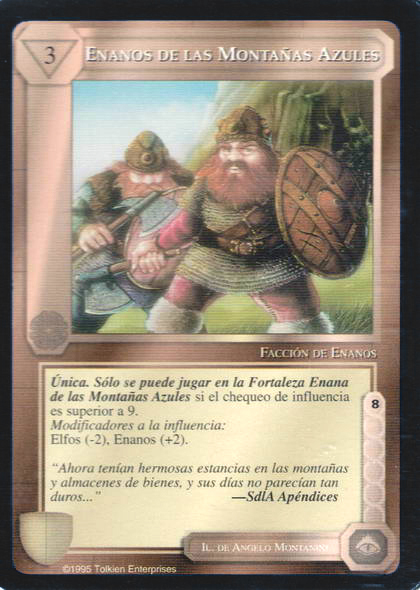 3
ENANOS DE LAS MONTAÑAS AZULES
FACCIÓN DE ENANOS
Única. Sólo se puede jugar en la Fortaleza Enana
de las Montañas Azules si el chequeo de influencia
es superior a 9.
Modificadores a la influencia:
Elfos (-2), Enanos (+2).
8
“Ahora tenían hermosas estancias en las montañas
y almacenes de bienes, y sus días no parecían tan
duros...” —SdlA Apéndices
IL. DE ANGELO MONTANINI
©1995 Tolkien Enterprises